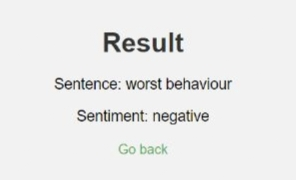 Result
Sentence: worst behaviour
Sentiment: negative
Go back